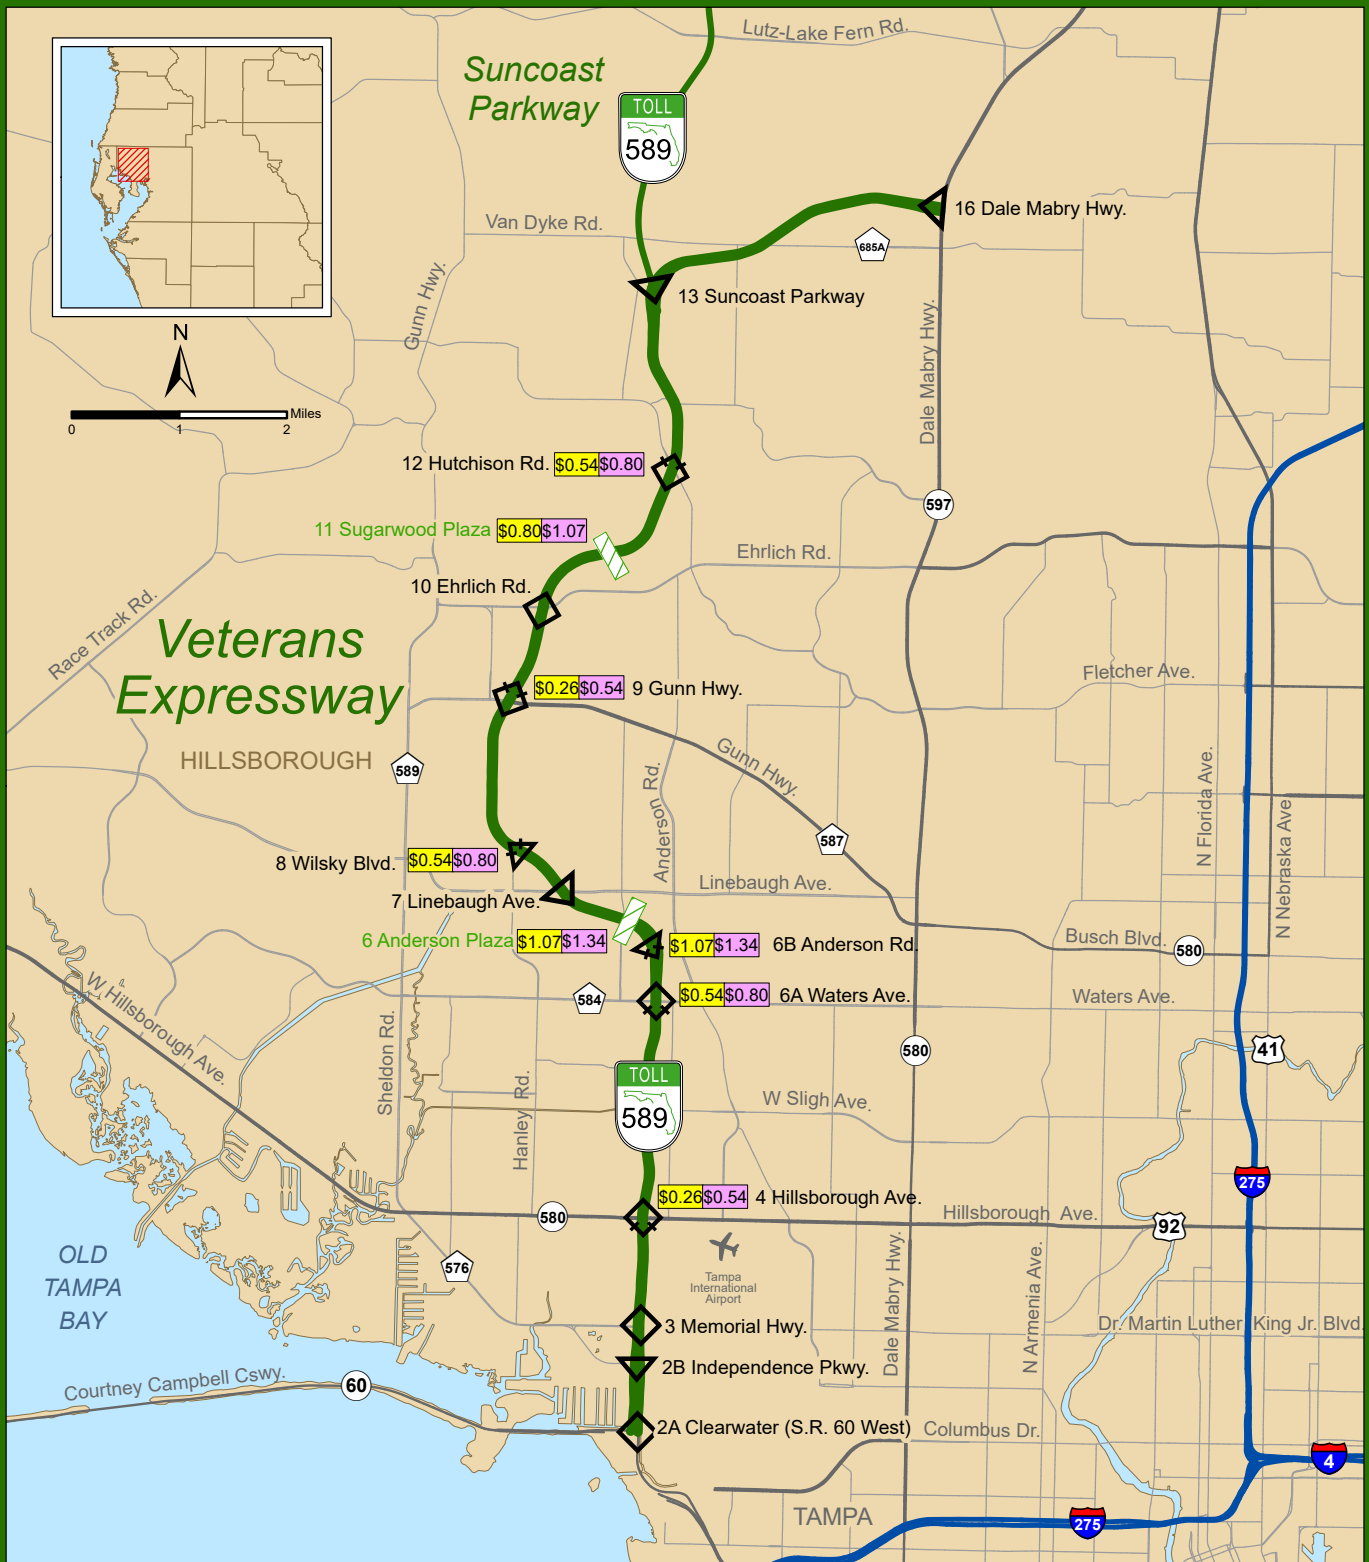 Lutz-Lake Fern Rd.
Suncoast
Parkway
TOLL
589
16 Dale Mabry Hwy.
Van Dyke Rd.
685A
13 Suncoast Parkway
Gunn Hwy.
Dale Mabry Hwy.
N
Miles
0
1
2
12 Hutchison Rd.
$0.54
$0.80
597
11 Sugarwood Plaza
$0.80
$1.07
Ehrlich Rd.
10 Ehrlich Rd.
Race Track Rd.
Veterans
Expressway
HILLSBOROUGH
$0.26
$0.54
9 Gunn Hwy.
Fletcher Ave.
589
Gunn Hwy.
Anderson Rd.
587
N Florida Ave.
N Nebraska Ave
8 Wilsky Blvd.
$0.54
$0.80
Linebaugh Ave.
7 Linebaugh Ave.
6 Anderson Plaza
$1.07
$1.34
$1.07
$1.34
6B Anderson Rd.
Busch Blvd.
580
584
$0.54
$0.80
6A Waters Ave.
Waters Ave.
W Hillsborough Ave.
Sheldon Rd.
Hanley Rd.
580
41
TOLL
589
W Sligh Ave.
275
$0.26
$0.54
4 Hillsborough Ave.
580
Hillsborough Ave.
92
OLD
TAMPA
BAY
576
Tampa
International
Airport
Dale Mabry Hwy.
N Armenia Ave.
3 Memorial Hwy.
Dr. Martin Luther King Jr. Blvd.
2B Independence Pkwy.
Courtney Campbell Cswy.
60
2A Clearwater (S.R. 60 West)
Columbus Dr.
4
TAMPA
275